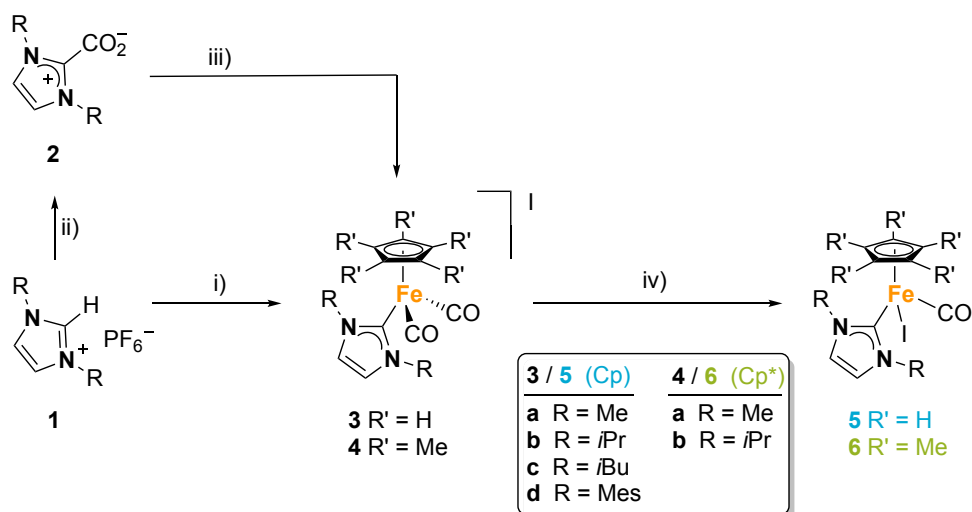 R
N
CO₂⁻
+
N
R
2
iii)
ii)
R
N
H
N
+
R
PF₆⁻
1
i)
I
R'
R' R'
R' R'
Fe
CO
CO
R
N
N
R
3 R' = H
4 R' = Me
iv)
3 / 5 (Cp)
a R = Me
b R = iPr
c R = iBu
d R = Mes
4 / 6 (Cp*)
a R = Me
b R = iPr
R'
R' R'
R' R'
Fe
CO
I
R
N
N
R
5 R' = H
6 R' = Me